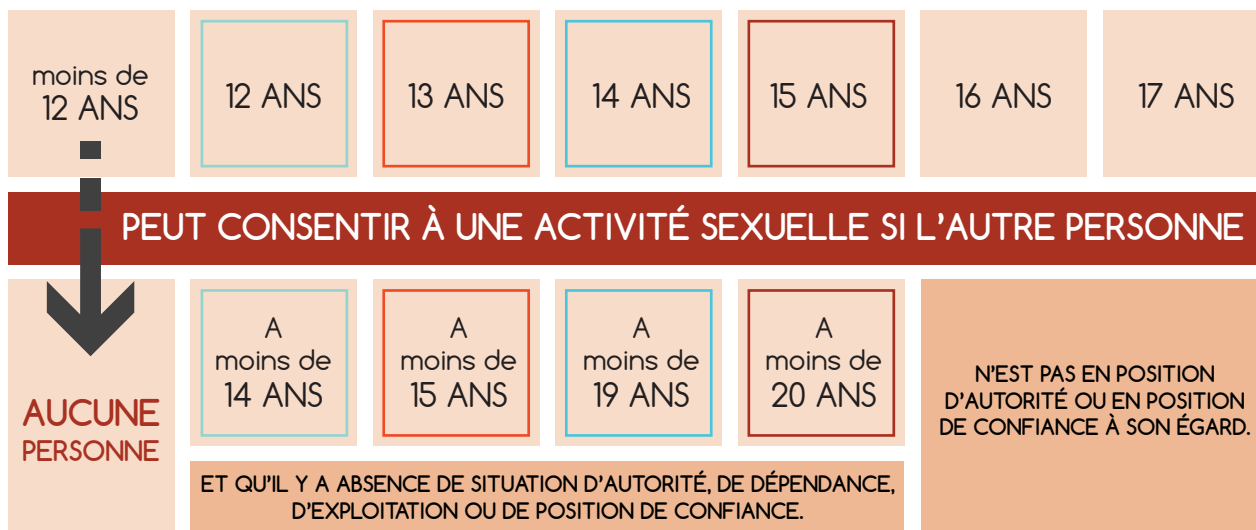 moins de
12 ANS
12 ANS
13 ANS
14 ANS
15 ANS
16 ANS
17 ANS
PEUT CONSENTIR À UNE ACTIVITÉ SEXUELLE SI L'AUTRE PERSONNE
AUCUNE
PERSONNE
A
moins de
14 ANS
A
moins de
15 ANS
A
moins de
19 ANS
A
moins de
20 ANS
N'EST PAS EN POSITION
D'AUTORITÉ OU EN POSITION
DE CONFIANCE À SON ÉGARD.
ET QU'IL Y A ABSENCE DE SITUATION D'AUTORITÉ, DE DÉPENDANCE,
D'EXPLOITATION OU DE POSITION DE CONFIANCE.